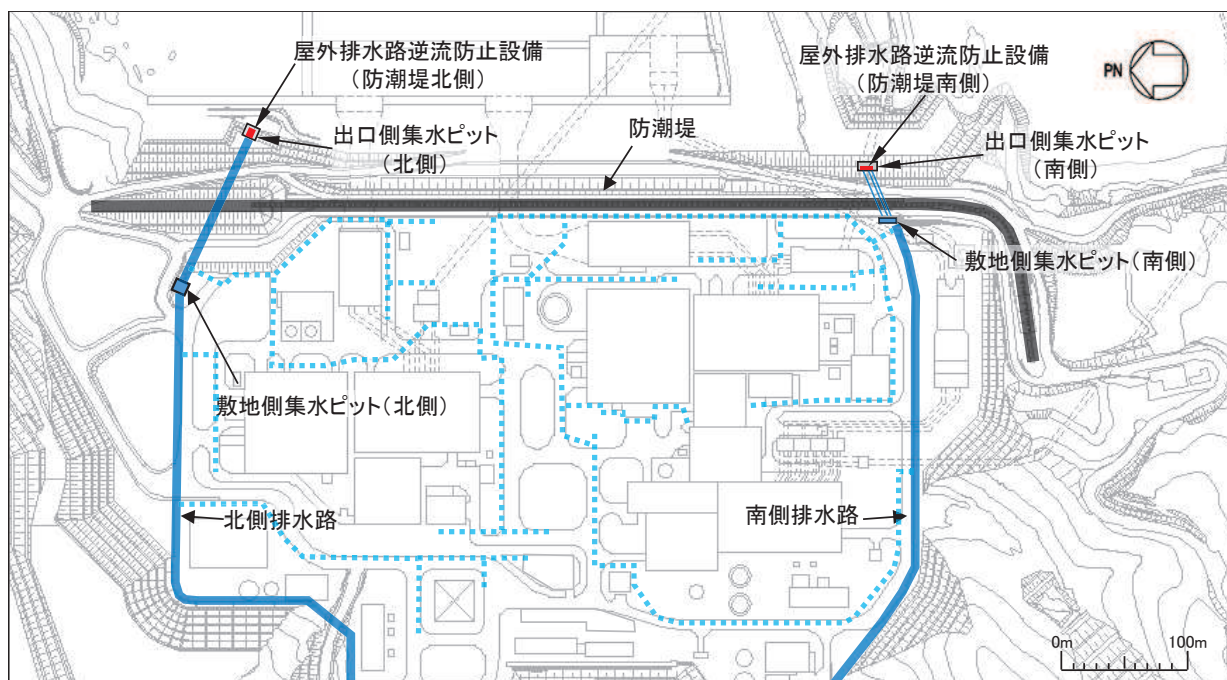 屋外排水路逆流防止設備
(防潮堤北側)
屋外排水路逆流防止設備
(防潮堤南側)
PN
出口側集水ピット
(北側)
防潮堤
出口側集水ピット
(南側)
敷地側集水ピット(南側)
敷地側集水ピット(北側)
北側排水路
南側排水路
0m
100m